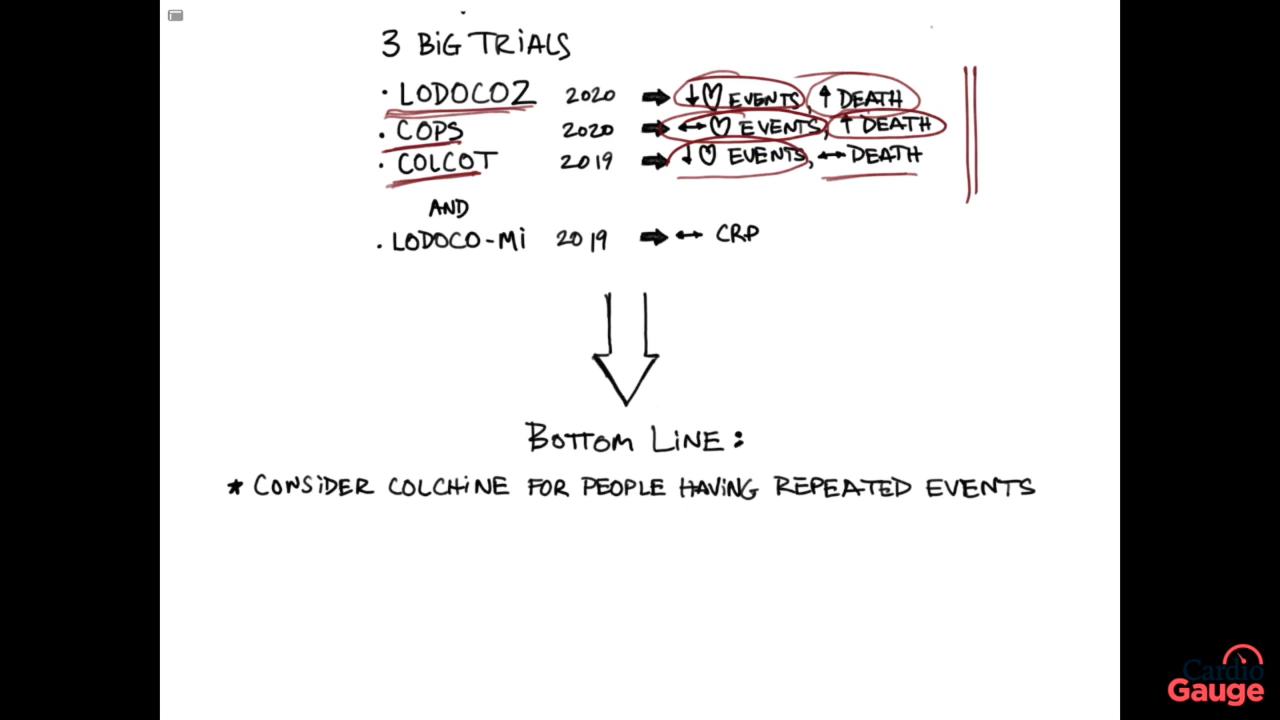 3 BiG TRiALS
· LODOCO2 2020 ➡ ↓♡ EVENTS, ↑ DEATH
· COPS 2020 ➡ ↔♡ EVENTS, ↑ DEATH
· COLCOT 2019 ➡ ↓♡ EVENTS, ↔ DEATH
AND
· LODOCO-Mi 2019 ➡ ↔ CRP
BOTTOM LiNE:
* CONSiDER COLCHiNE FOR PEOPLE HAViNG REPEATED EVENTS
Cardio
Gauge